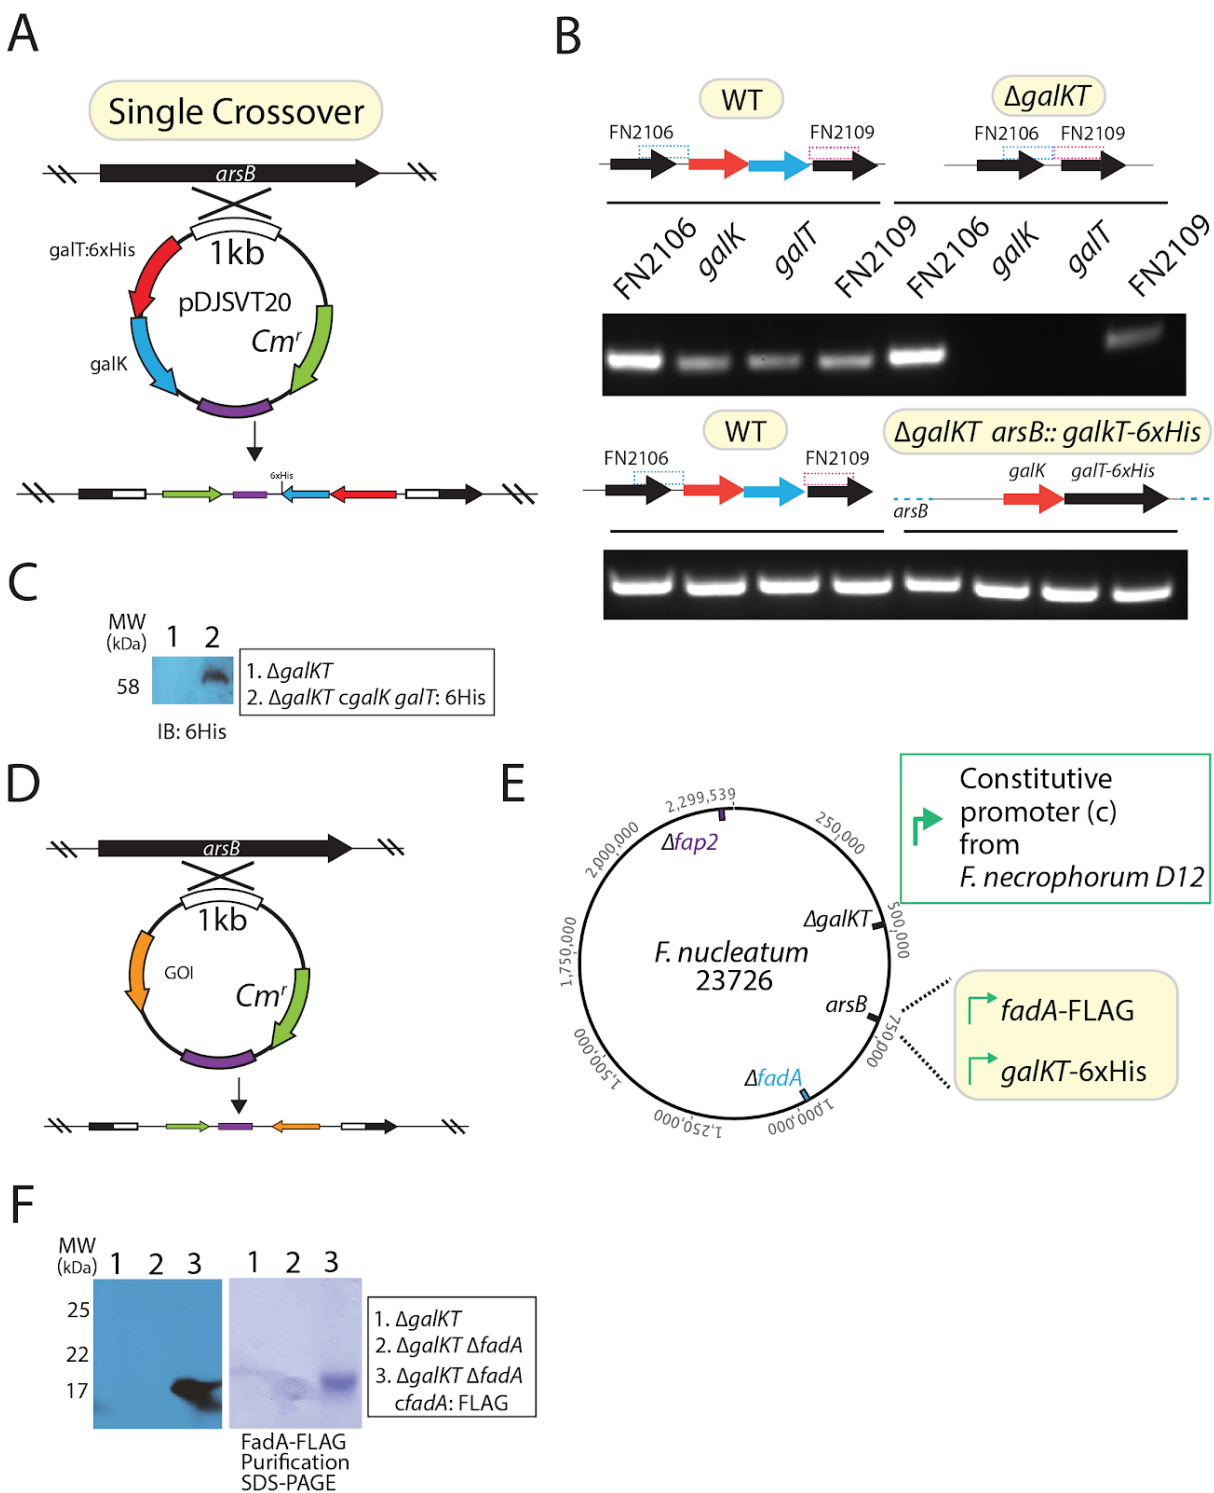 A
Single Crossover
arsB
1kb
galT:6xHis
pDJSVT20
Cmʳ
galK
6xHis
B
WT
ΔgalKT
FN2106
FN2109
FN2106
FN2109
FN2106
galK
galT
FN2109
FN2106
galK
galT
FN2109
WT
ΔgalKT arsB:: galkT-6xHis
FN2106
FN2109
galK
galT-6xHis
arsB
C
MW
(kDa)
1
2
58
IB: 6His
1. ΔgalKT
2. ΔgalKT cgalK galT: 6His
D
arsB
1kb
GOI
Cmʳ
E
2,299,539
250,000
500,000
750,000
1,000,000
1,250,000
1,500,000
1,750,000
2,000,000
Δfap2
ΔgalKT
arsB
ΔfadA
F. nucleatum
23726
Constitutive
promoter (c)
from
F. necrophorum D12
fadA-FLAG
galKT-6xHis
F
MW
(kDa)
1 2 3
1 2 3
25
22
17
FadA-FLAG
Purification
SDS-PAGE
1. ΔgalKT
2. ΔgalKT ΔfadA
3. ΔgalKT ΔfadA
cfadA: FLAG